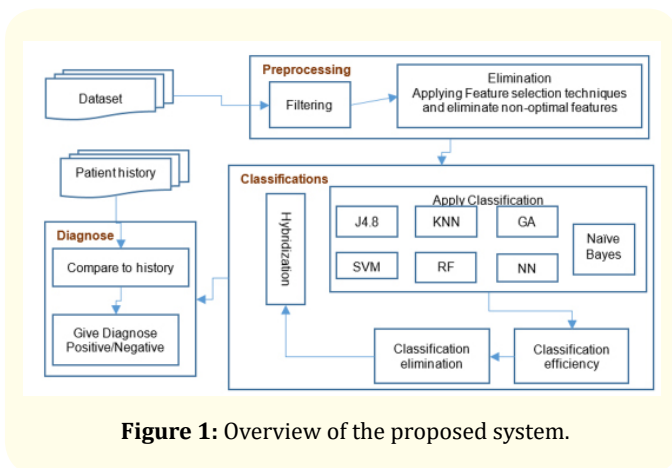 Preprocessing
Dataset
Filtering
Elimination
Applying Feature selection techniques
and eliminate non-optimal features
Patient history
Classifications
Hybridization
Apply Classification
J4.8
KNN
GA
Naïve
Bayes
SVM
RF
NN
Diagnose
Compare to history
Give Diagnose
Positive/Negative
Classification
elimination
Classification
efficiency
Figure 1: Overview of the proposed system.